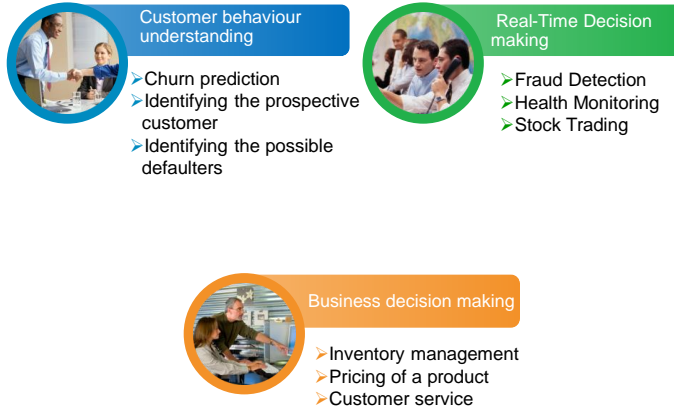 Customer behaviour
understanding
➢Churn prediction
➢Identifying the prospective
customer
➢Identifying the possible
defaulters
Real-Time Decision
making
➢Fraud Detection
➢Health Monitoring
➢Stock Trading
Business decision making
➢Inventory management
➢Pricing of a product
➢Customer service